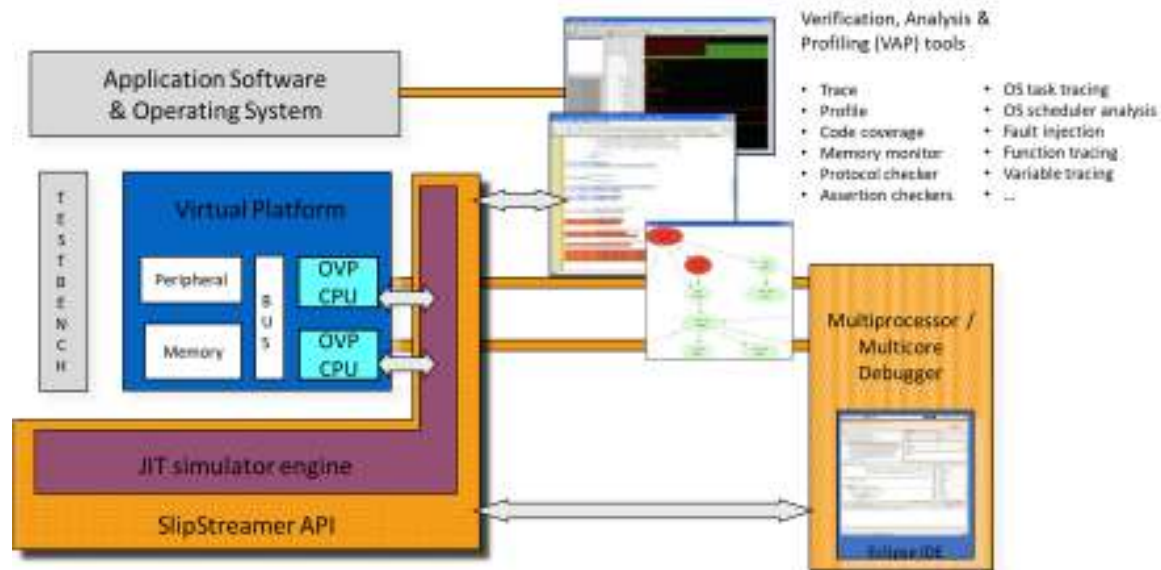 Verification, Analysis &
Profiling (VAP) tools
Application Software
& Operating System
• Trace
• Profile
• Code coverage
• Memory monitor
• Protocol checker
• Assertion checkers
• OS task tracing
• OS scheduler analysis
• Fault injection
• Function tracing
• Variable tracing
• ...
TESTBENCH
Virtual Platform
Peripheral
Memory
BUS
OVP
CPU
OVP
CPU
Multiprocessor /
Multicore
Debugger
JIT simulator engine
SlipStreamer API
Eclipse IDE